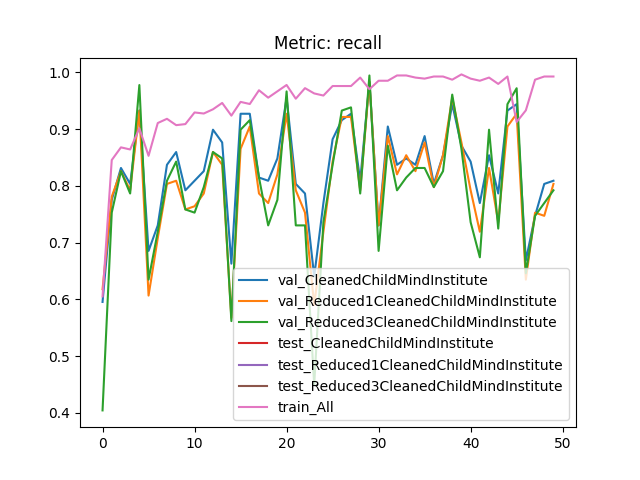 Metric: recall
1.0
0.9
0.8
0.7
0.6
0.5
0.4
val_CleanedChildMindInstitute
val_Reduced1CleanedChildMindInstitute
val_Reduced3CleanedChildMindInstitute
test_CleanedChildMindInstitute
test_Reduced1CleanedChildMindInstitute
test_Reduced3CleanedChildMindInstitute
train_All
0 10 20 30 40 50